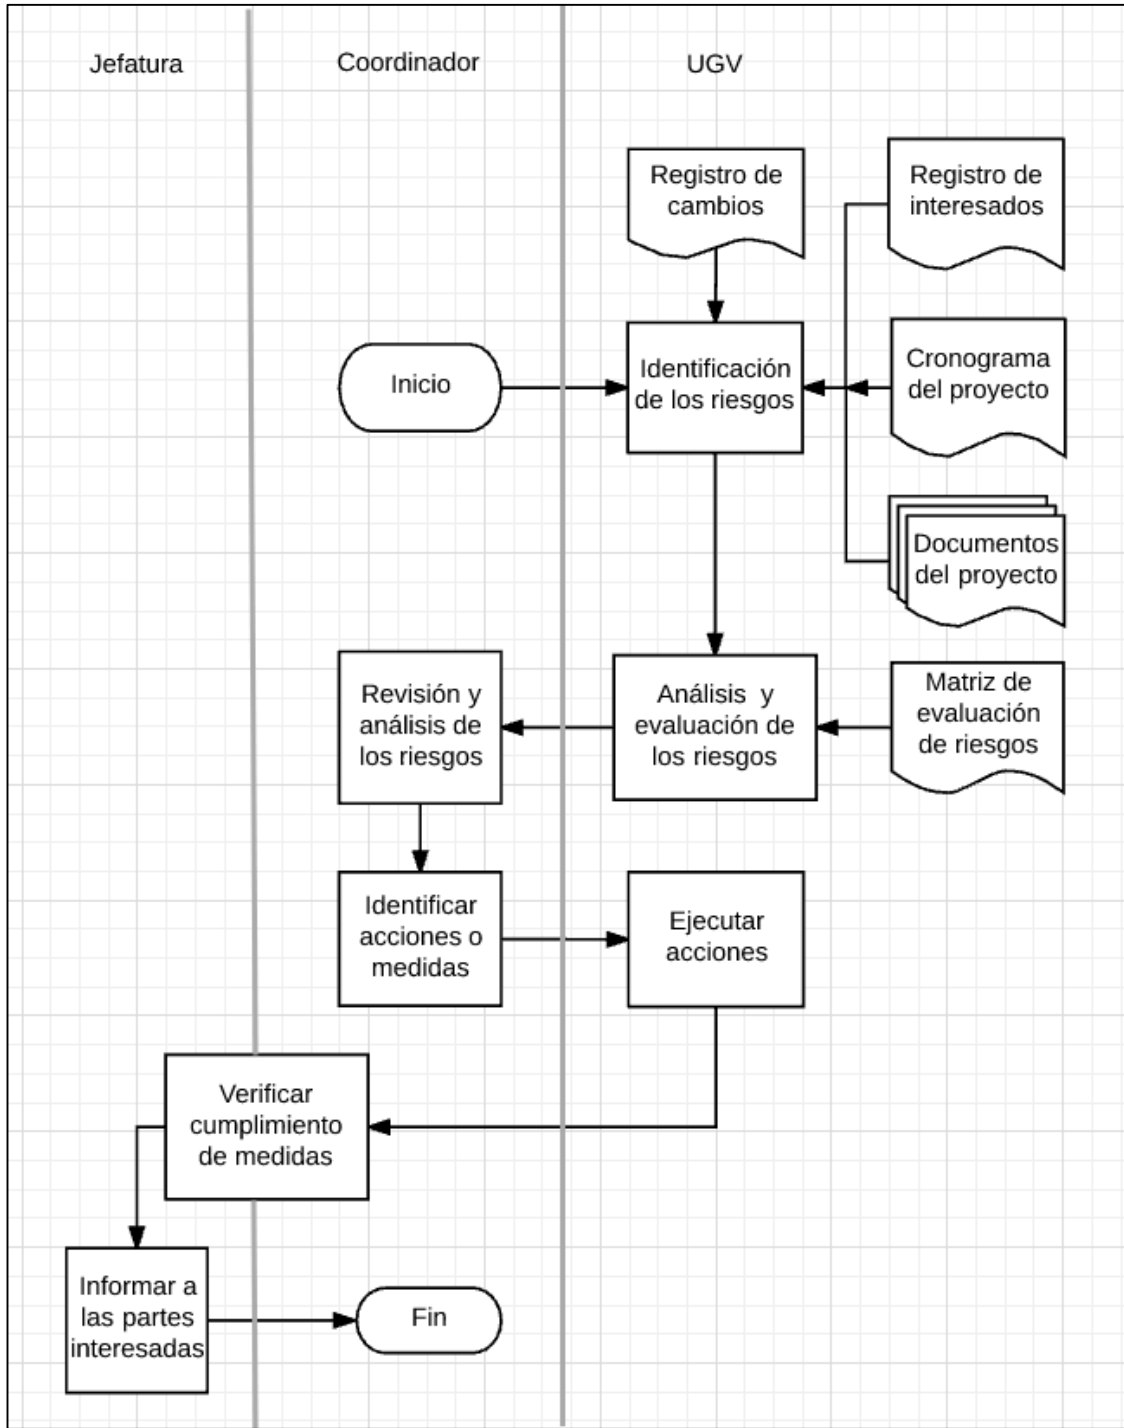 Jefatura
Coordinador
UGV
Registro de
cambios
Registro de
interesados
Inicio
Identificación
de los riesgos
Cronograma
del proyecto
Documentos
del proyecto
Revisión y
análisis de
los riesgos
Análisis y
evaluación de
los riesgos
Matriz de
evaluación
de riesgos
Identificar
acciones o
medidas
Ejecutar
acciones
Verificar
cumplimiento
de medidas
Informar a
las partes
interesadas
Fin